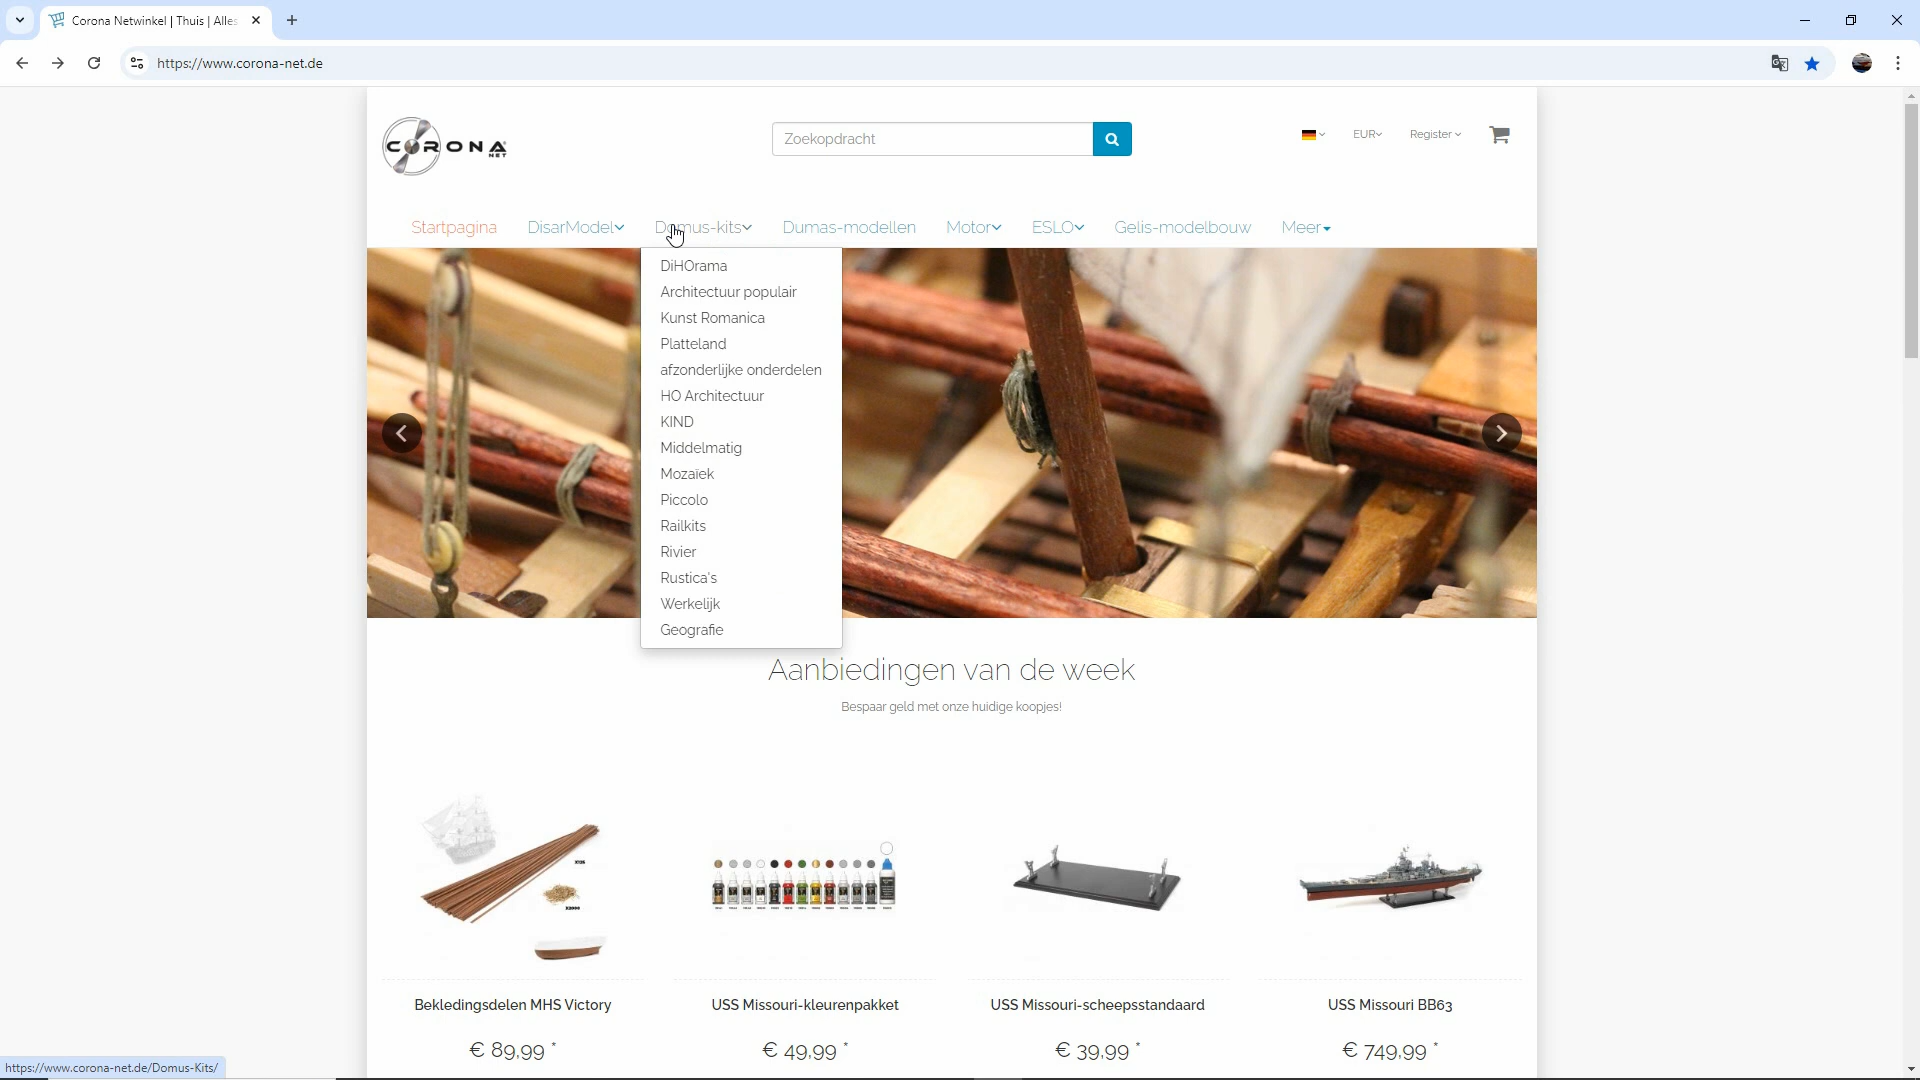 Corona Netwinkel | Thuis | Alles
https://www.corona-net.de
CORONA
NET
Zoekopdracht
EUR
Register
Startpagina
DisarModel
Domus-kits
Dumas-modellen
Motor
ESLO
Gelis-modelbouw
Meer
DiHOrama
Architectuur populair
Kunst Romanica
Platteland
afzonderlijke onderdelen
HO Architectuur
KIND
Middelmatig
Mozaïek
Piccolo
Railkits
Rivier
Rustica's
Werkelijk
Geografie
Aanbiedingen van de week
Bespaar geld met onze huidige koopjes!
Bekledingsdelen MHS Victory
USS Missouri-kleurenpakket
USS Missouri-scheepsstandaard
USS Missouri BB63
€ 89,99 *
€ 49,99 *
€ 39,99 *
€ 749,99 *
https://www.corona-net.de/Domus-Kits/